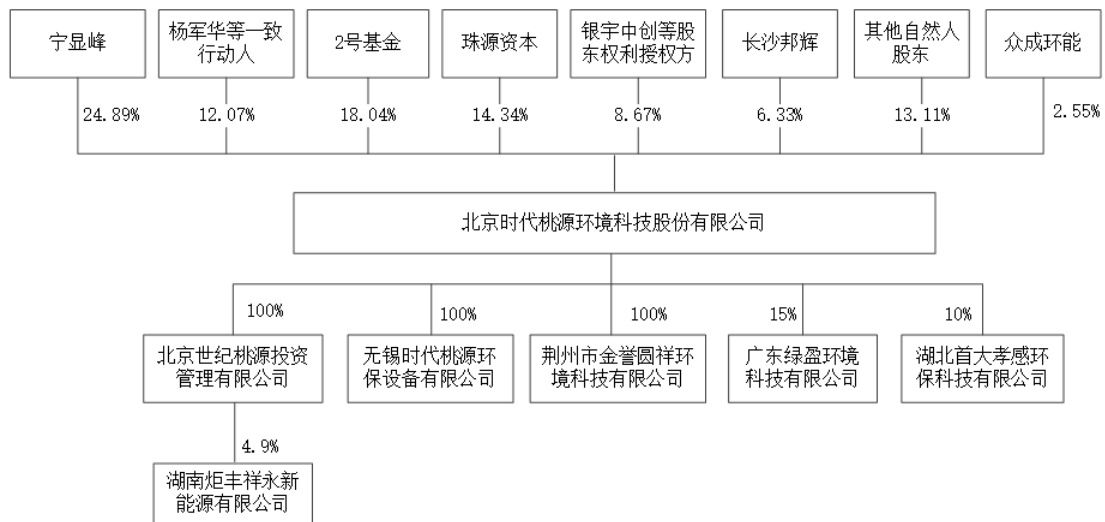 宁显峰
杨军华等一致
行动人
2号基金
珠源资本
银宇中创等股
东权利授权方
长沙邦辉
其他自然人
股东
众成环能
24.89%
12.07%
18.04%
14.34%
8.67%
6.33%
13.11%
2.55%
北京时代桃源环境科技股份有限公司
100%
100%
100%
15%
10%
北京世纪桃源投资
管理有限公司
无锡时代桃源环
保设备有限公司
荆州市金誉圆祥环
境科技有限公司
广东绿盈环境
科技有限公司
湖北首大孝感环
保科技有限公司
4.9%
湖南炬丰祥永新
能源有限公司